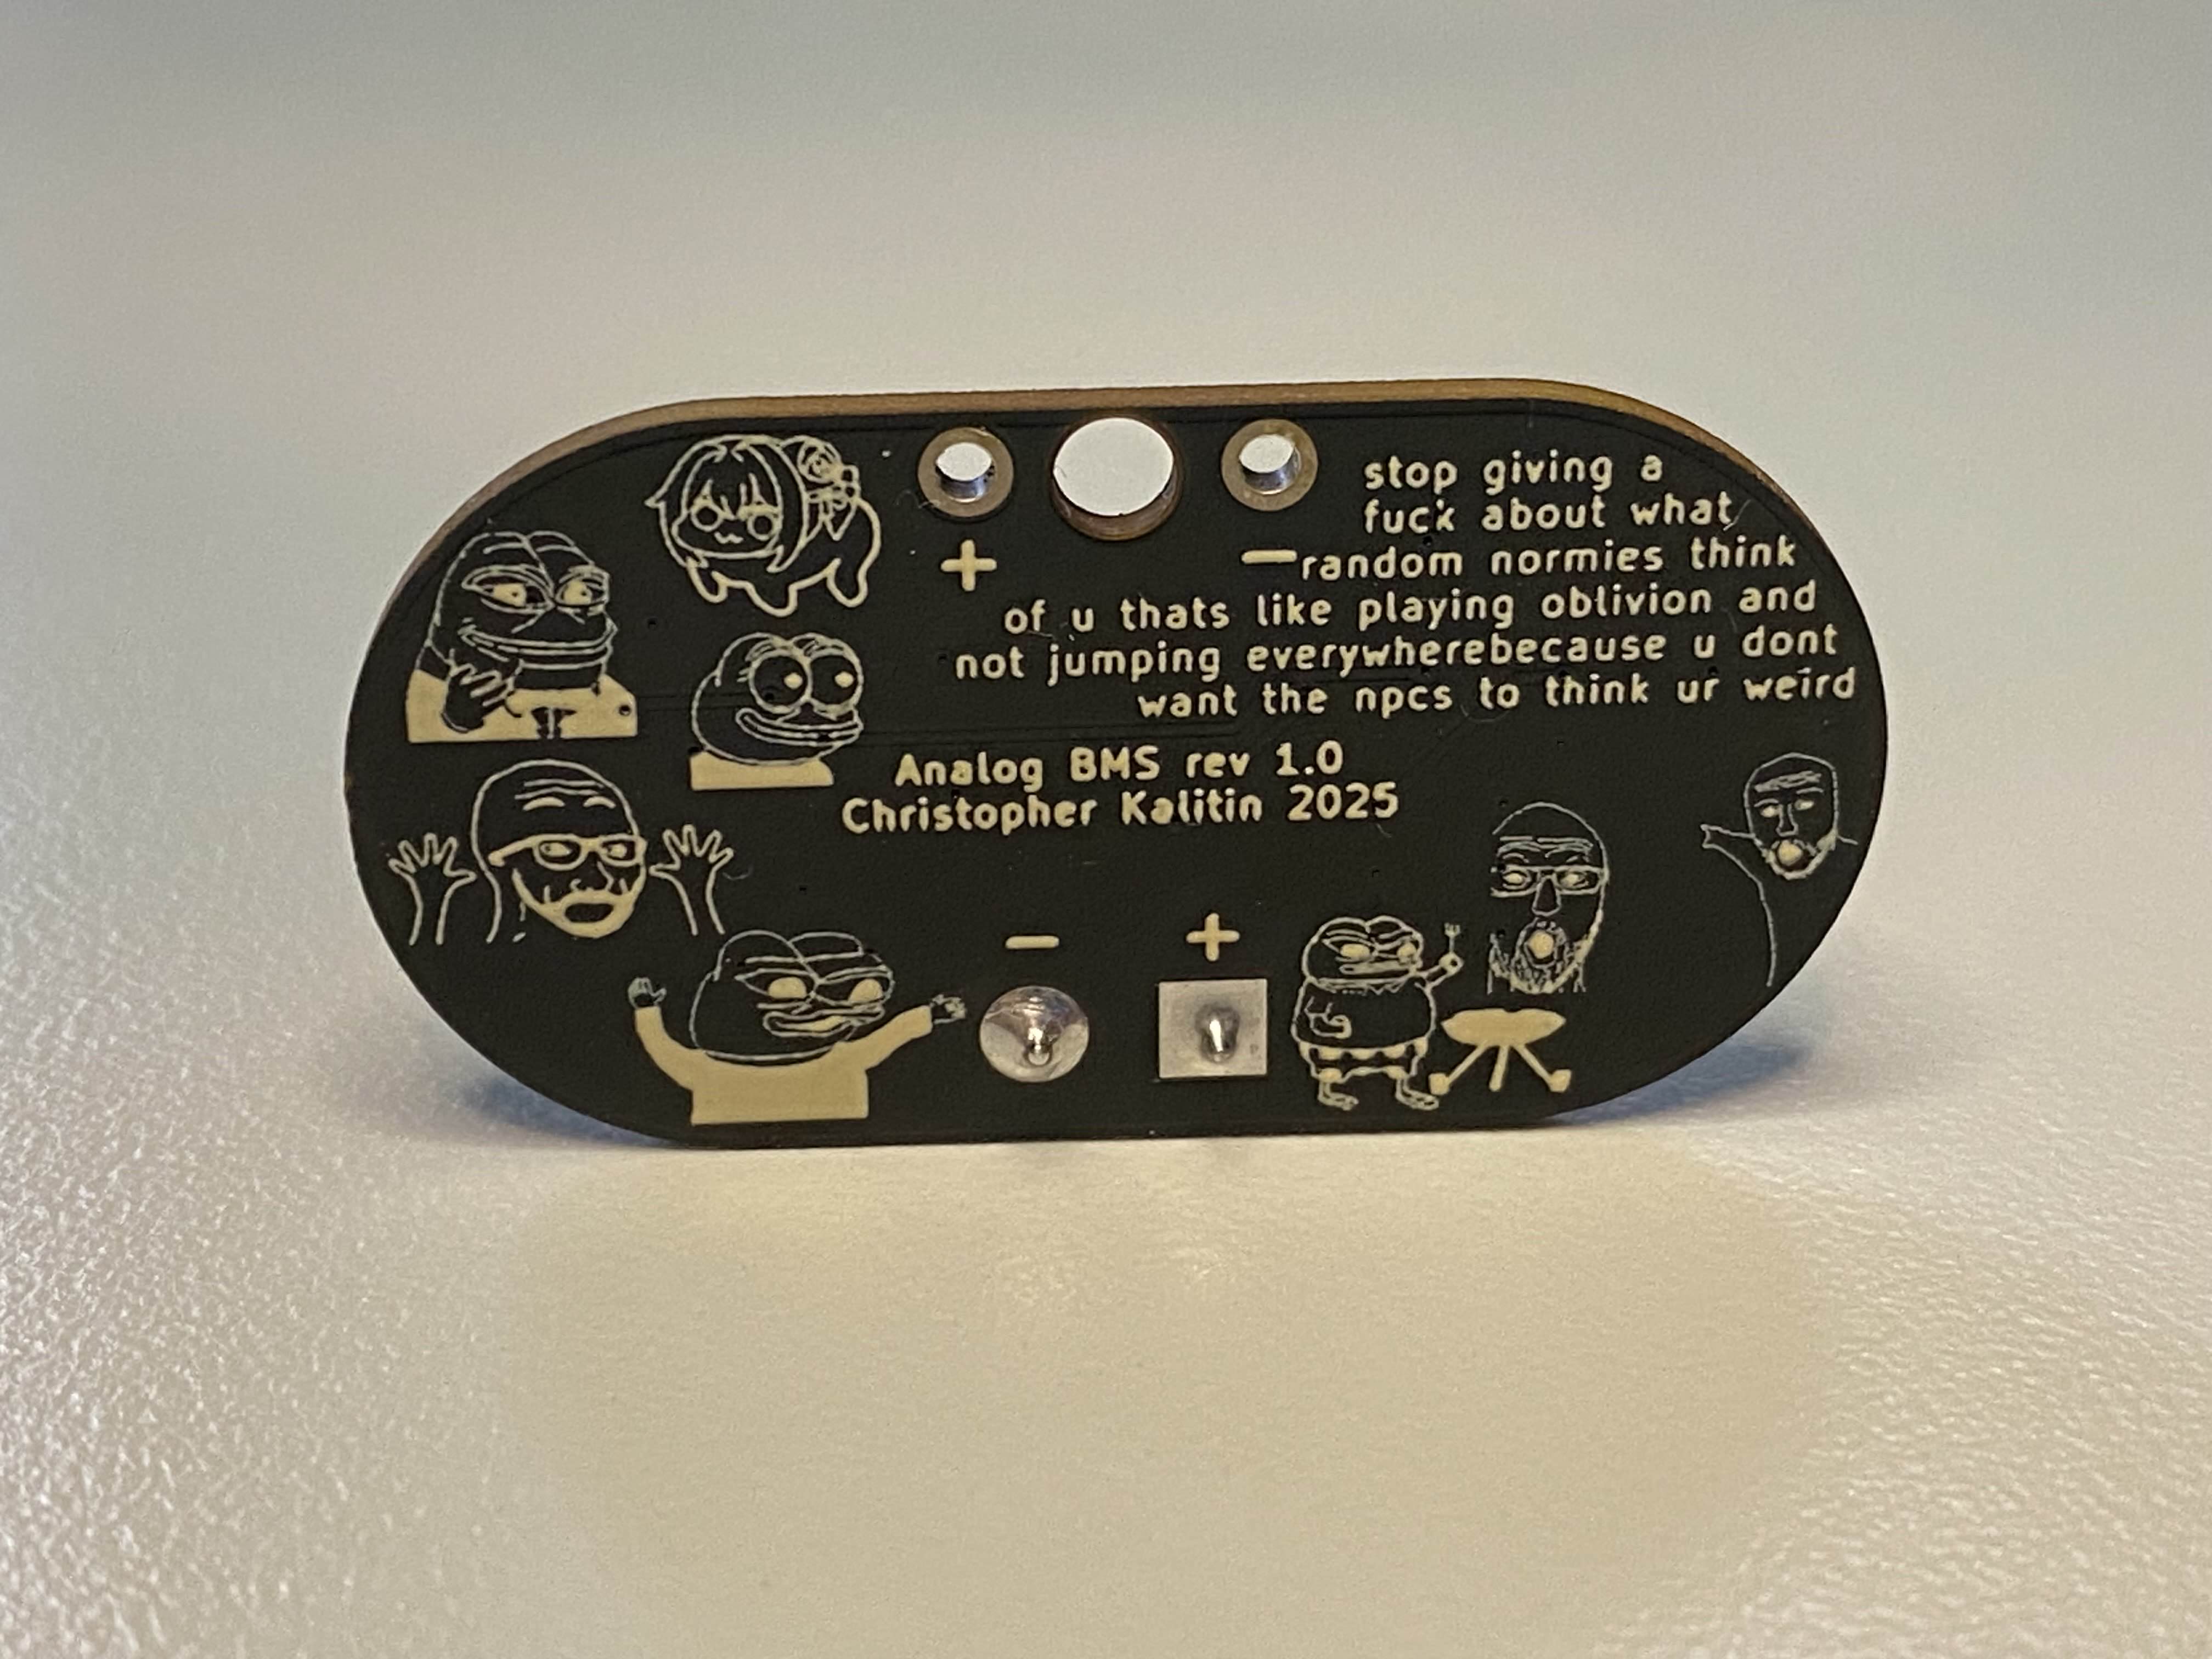 stop giving a
fuck about what
random normies think
of u thats like playing oblivion and
not jumping everywherebecause u dont
want the npcs to think ur weird
+
-
Analog BMS rev 1.0
Christopher Kalitin 2025
- +